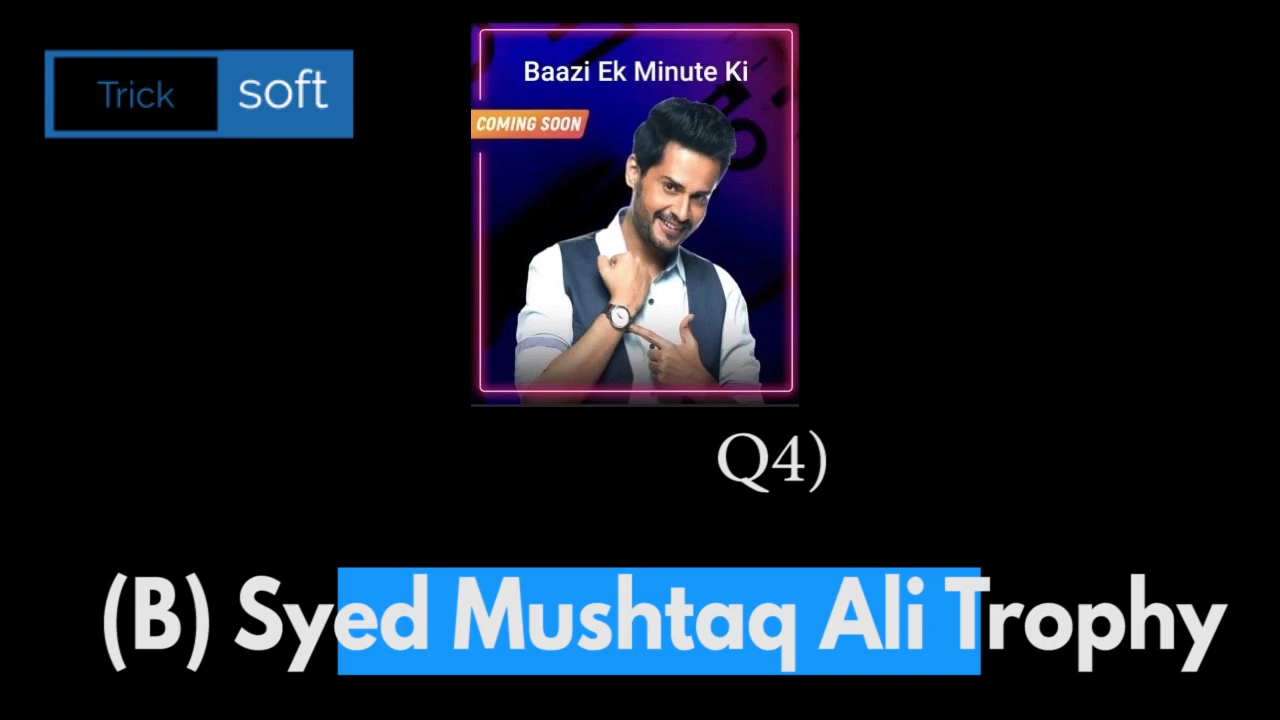 Trick soft
Baazi Ek Minute Ki
COMING SOON
Q4)
(B) Syed Mushtaq Ali Trophy